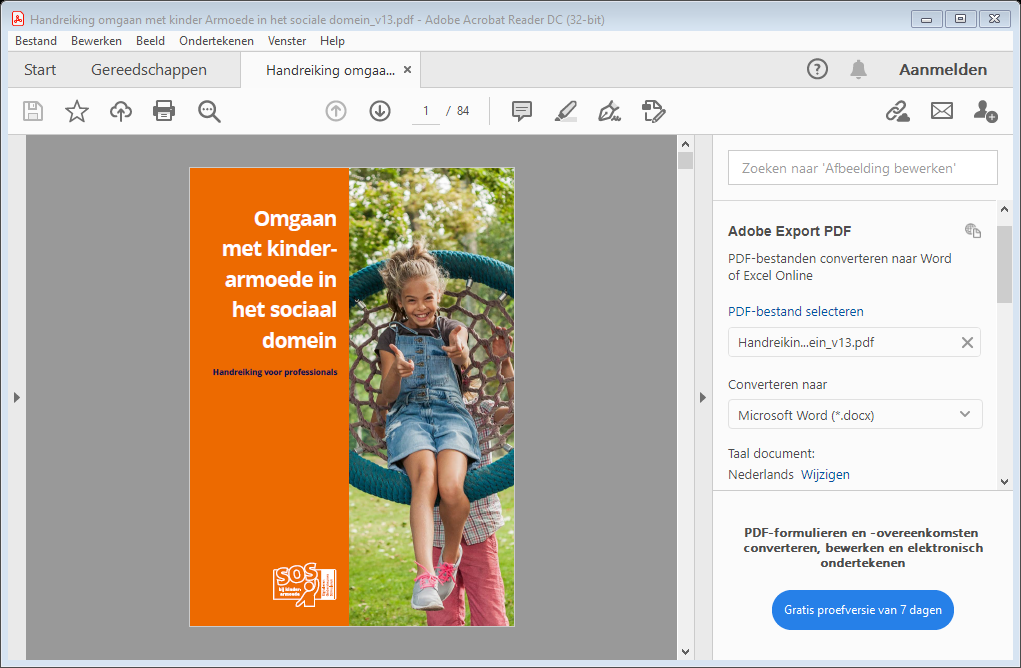 Handreiking omgaan met kinder Armoede in het sociale domein_v13.pdf - Adobe Acrobat Reader DC (32-bit)
Bestand Bewerken Beeld Ondertekenen Venster Help
Start Gereedschappen Handreiking omgaa... × ? Aanmelden
1 / 84
Zoeken naar 'Afbeelding bewerken'
Adobe Export PDF
PDF-bestanden converteren naar Word
of Excel Online
PDF-bestand selecteren
Handreikin...ein_v13.pdf
Converteren naar
Microsoft Word (*.docx)
Taal document:
Nederlands Wijzigen
PDF-formulieren en -overeenkomsten
converteren, bewerken en elektronisch
ondertekenen
Gratis proefversie van 7 dagen
Omgaan
met kinder-
armoede in
het sociaal
domein
Handreiking voor professionals
SOS
bij kinder-
armoede